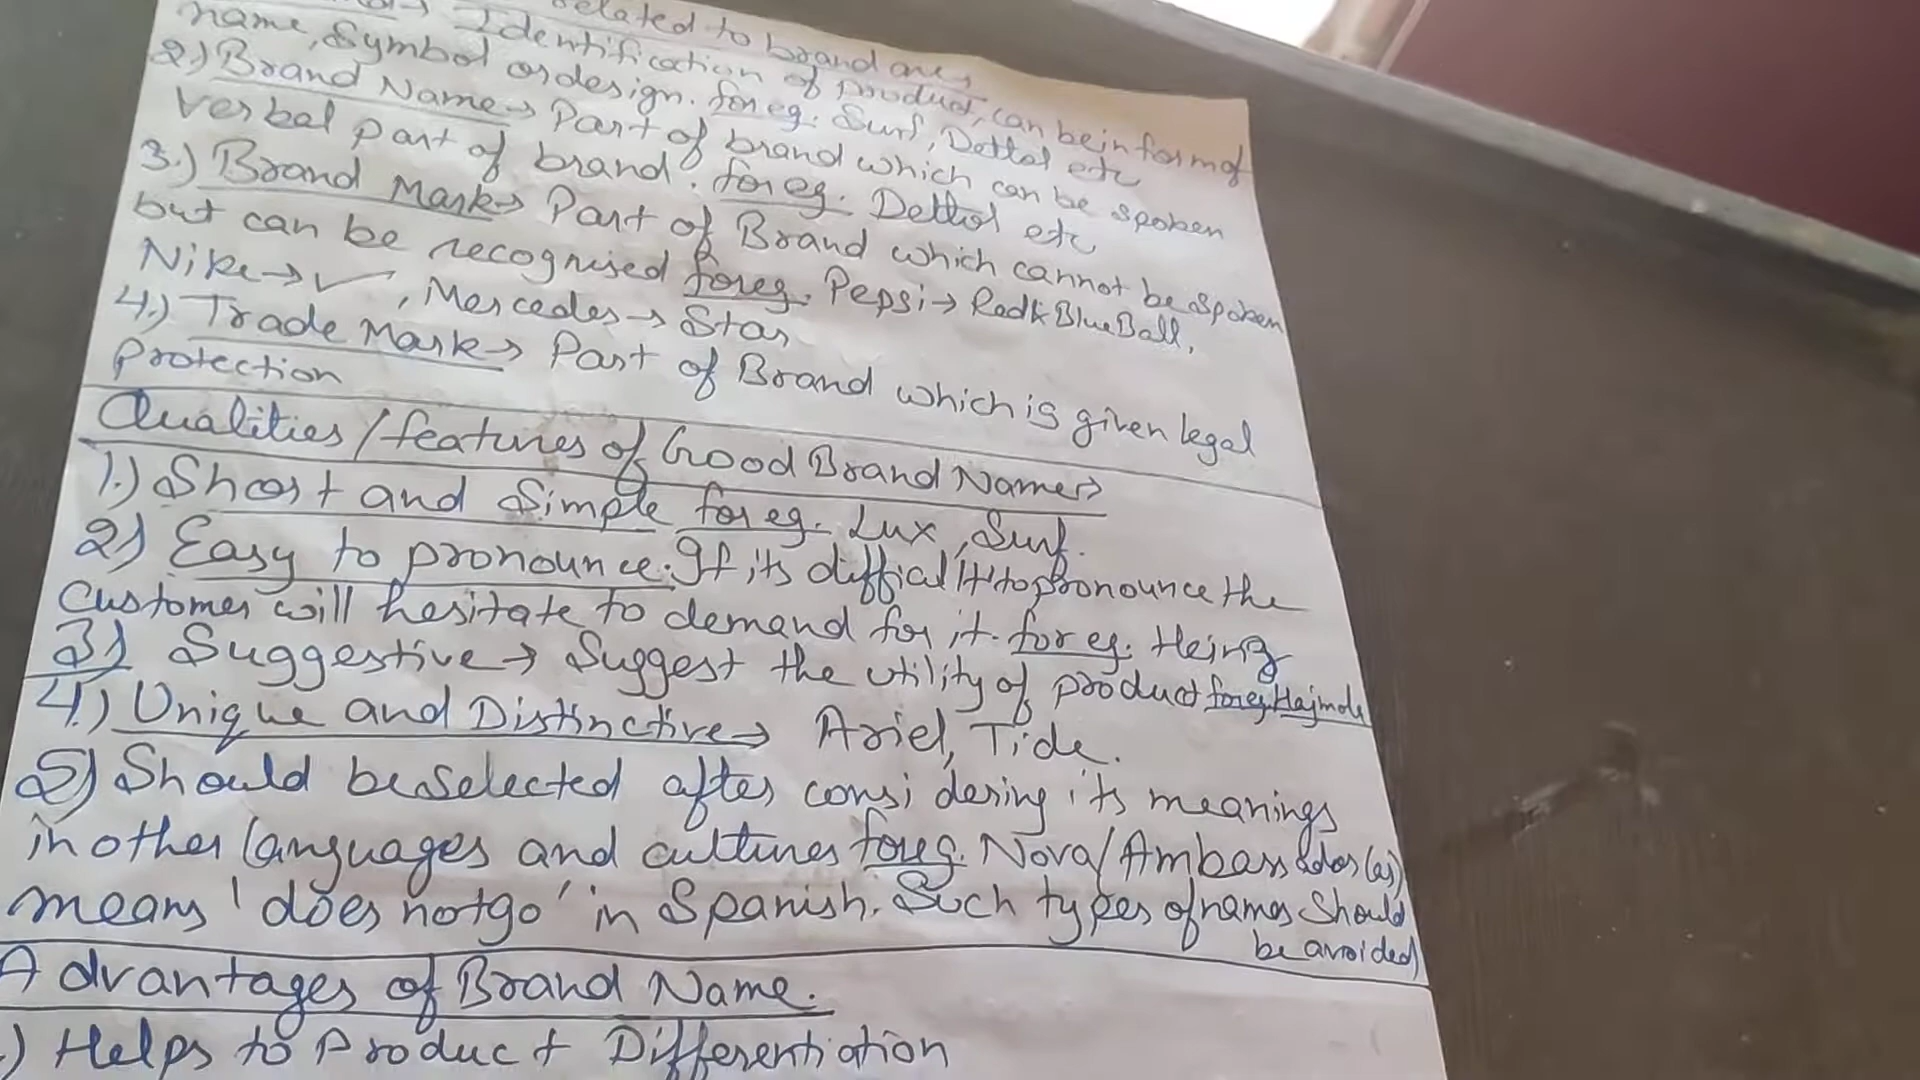 related to brand are
Identification of product, can be in form of
name, Symbol or design. for eg. Surf, Dettol etc
2.) Brand Name → Part of brand which can be spoken
Verbal part of brand. for eg. Dettol etc
3.) Brand Mark → Part of Brand which cannot be spoken
but can be recognised for eg. Pepsi → Red & Blue Ball,
Nike → ✓, Mercedes → Star
4.) Trade Mark → Part of Brand which is given legal
Protection
Qualities/features of Good Brand Name →
1.) Short and Simple for eg. Lux, Surf.
2) Easy to pronounce. If its difficult to pronounce the
Customer will hesitate to demand for it. for eg.
3) Suggestive → Suggest the utility of product for eg. Hajmola
4.) Unique and Distinctive → Ariel, Tide.
5) Should be selected after considering its meanings
in other languages and cultures for eg. Nova/Ambassador (as)
means 'does not go' in Spanish. Such types of names should
be avoided
Advantages of Brand Name.
) Helps to Product Differentiation